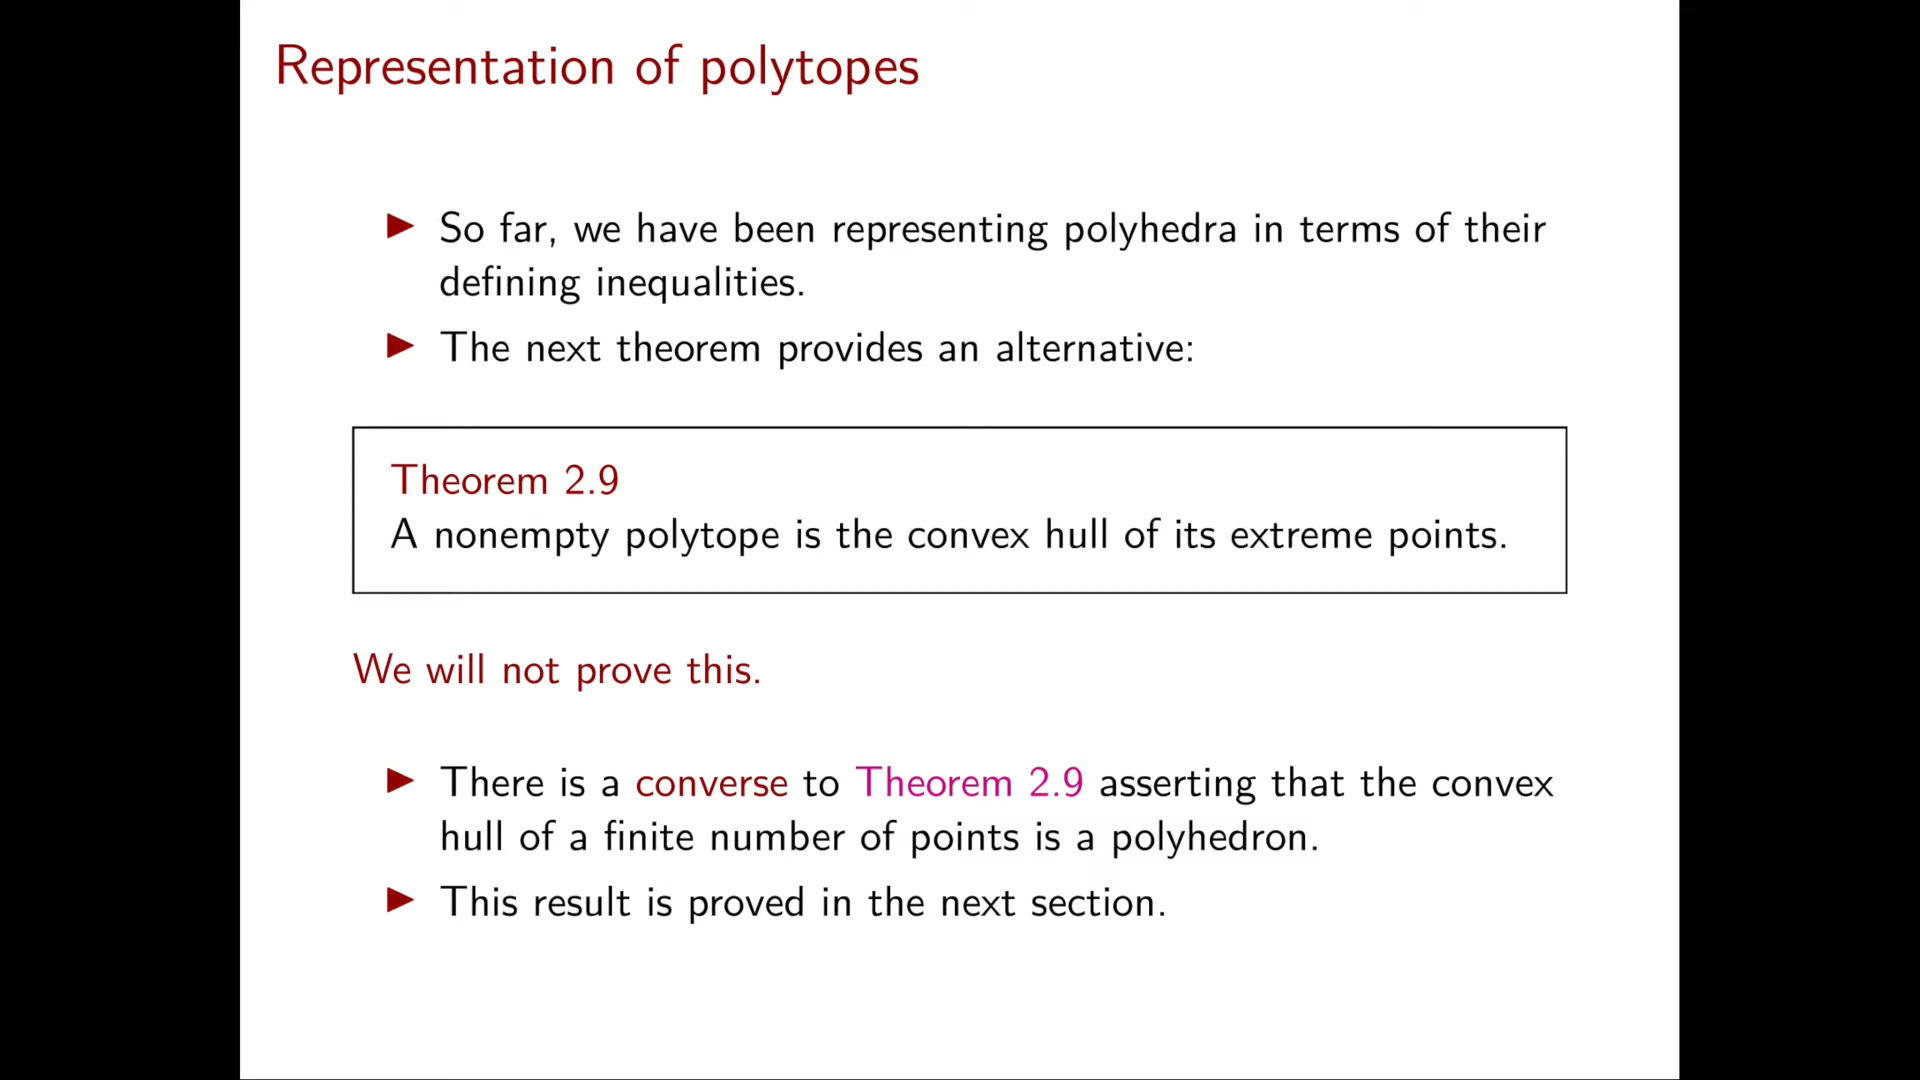 Representation of polytopes
▶ So far, we have been representing polyhedra in terms of their
defining inequalities.
▶ The next theorem provides an alternative:
Theorem 2.9
A nonempty polytope is the convex hull of its extreme points.
We will not prove this.
▶ There is a converse to Theorem 2.9 asserting that the convex
hull of a finite number of points is a polyhedron.
▶ This result is proved in the next section.